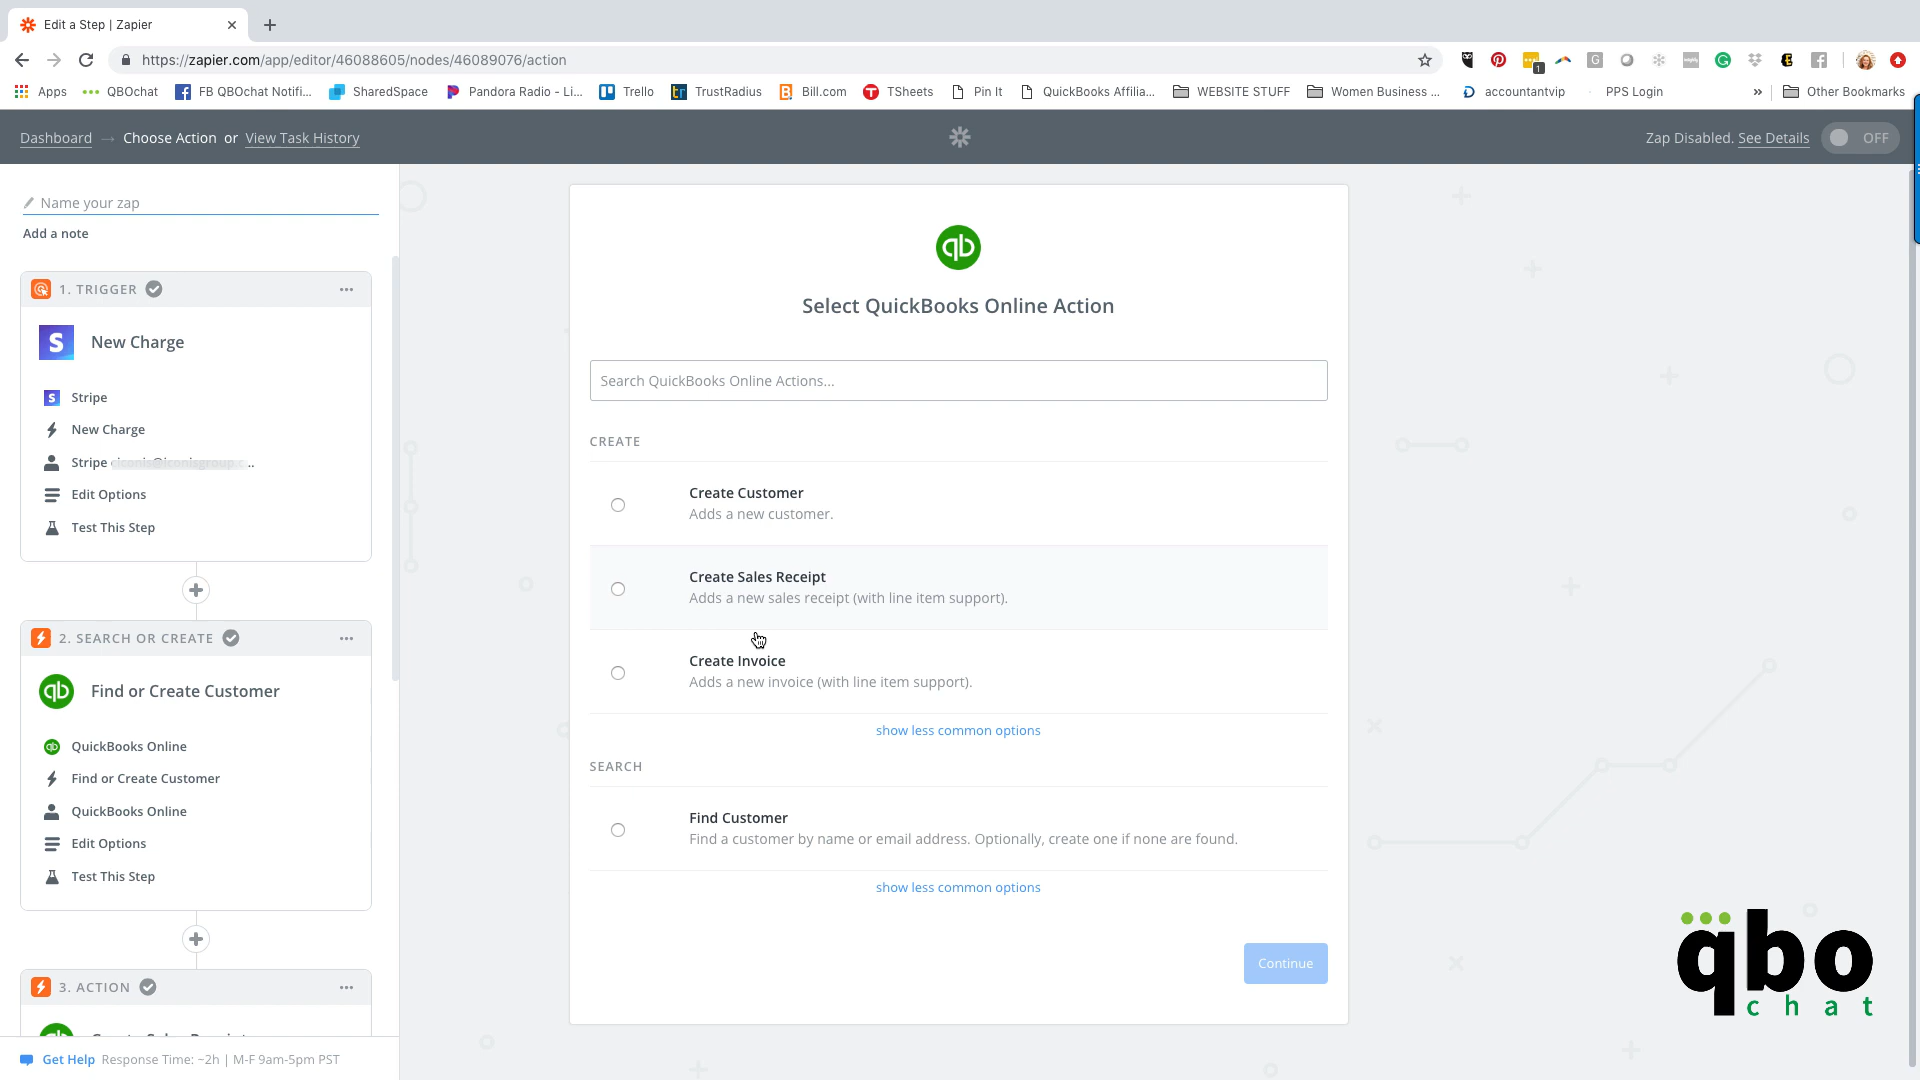 Edit a Step | Zapier
https://zapier.com/app/editor/46088605/nodes/46089076/action
1
Apps QBOchat FB QBOchat Notifi... SharedSpace Pandora Radio - Li... Trello TrustRadius Bill.com TSheets Pin It QuickBooks Affilia... WEBSITE STUFF Women Business ... accountantvip PPS Login » Other Bookmarks
Dashboard → Choose Action or View Task History
Zap Disabled. See Details OFF
Name your zap
Add a note
1. TRIGGER
New Charge
Stripe
New Charge
Stripe
Edit Options
Test This Step
2. SEARCH OR CREATE
Find or Create Customer
QuickBooks Online
Find or Create Customer
QuickBooks Online
Edit Options
Test This Step
3. ACTION
Get Help Response Time: ~2h | M-F 9am-5pm PST
Select QuickBooks Online Action
Search QuickBooks Online Actions...
CREATE
Create Customer
Adds a new customer.
Create Sales Receipt
Adds a new sales receipt (with line item support).
Create Invoice
Adds a new invoice (with line item support).
show less common options
SEARCH
Find Customer
Find a customer by name or email address. Optionally, create one if none are found.
show less common options
Continue
qbo
chat